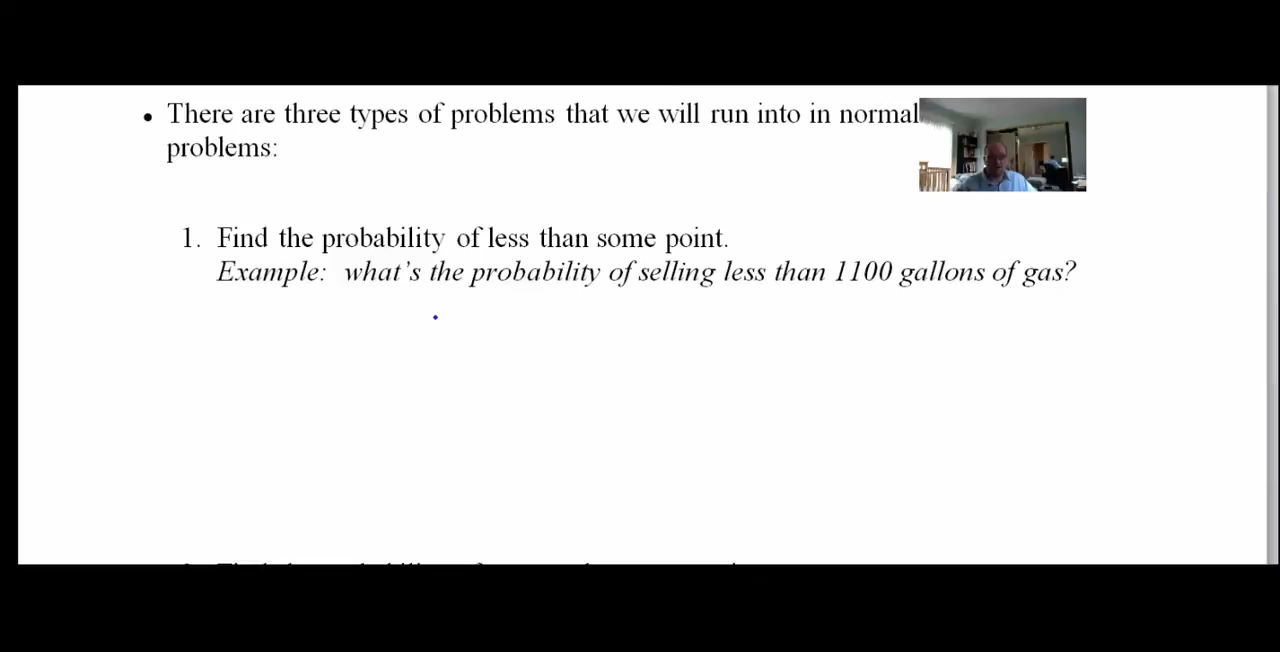 • There are three types of problems that we will run into in normal
problems:
1. Find the probability of less than some point.
Example: what's the probability of selling less than 1100 gallons of gas?